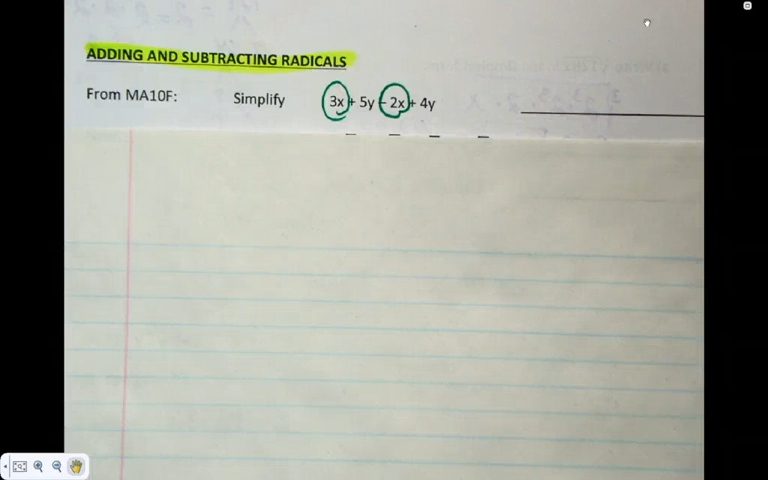 ADDING AND SUBTRACTING RADICALS
From MA10F: Simplify 3x + 5y - 2x + 4y